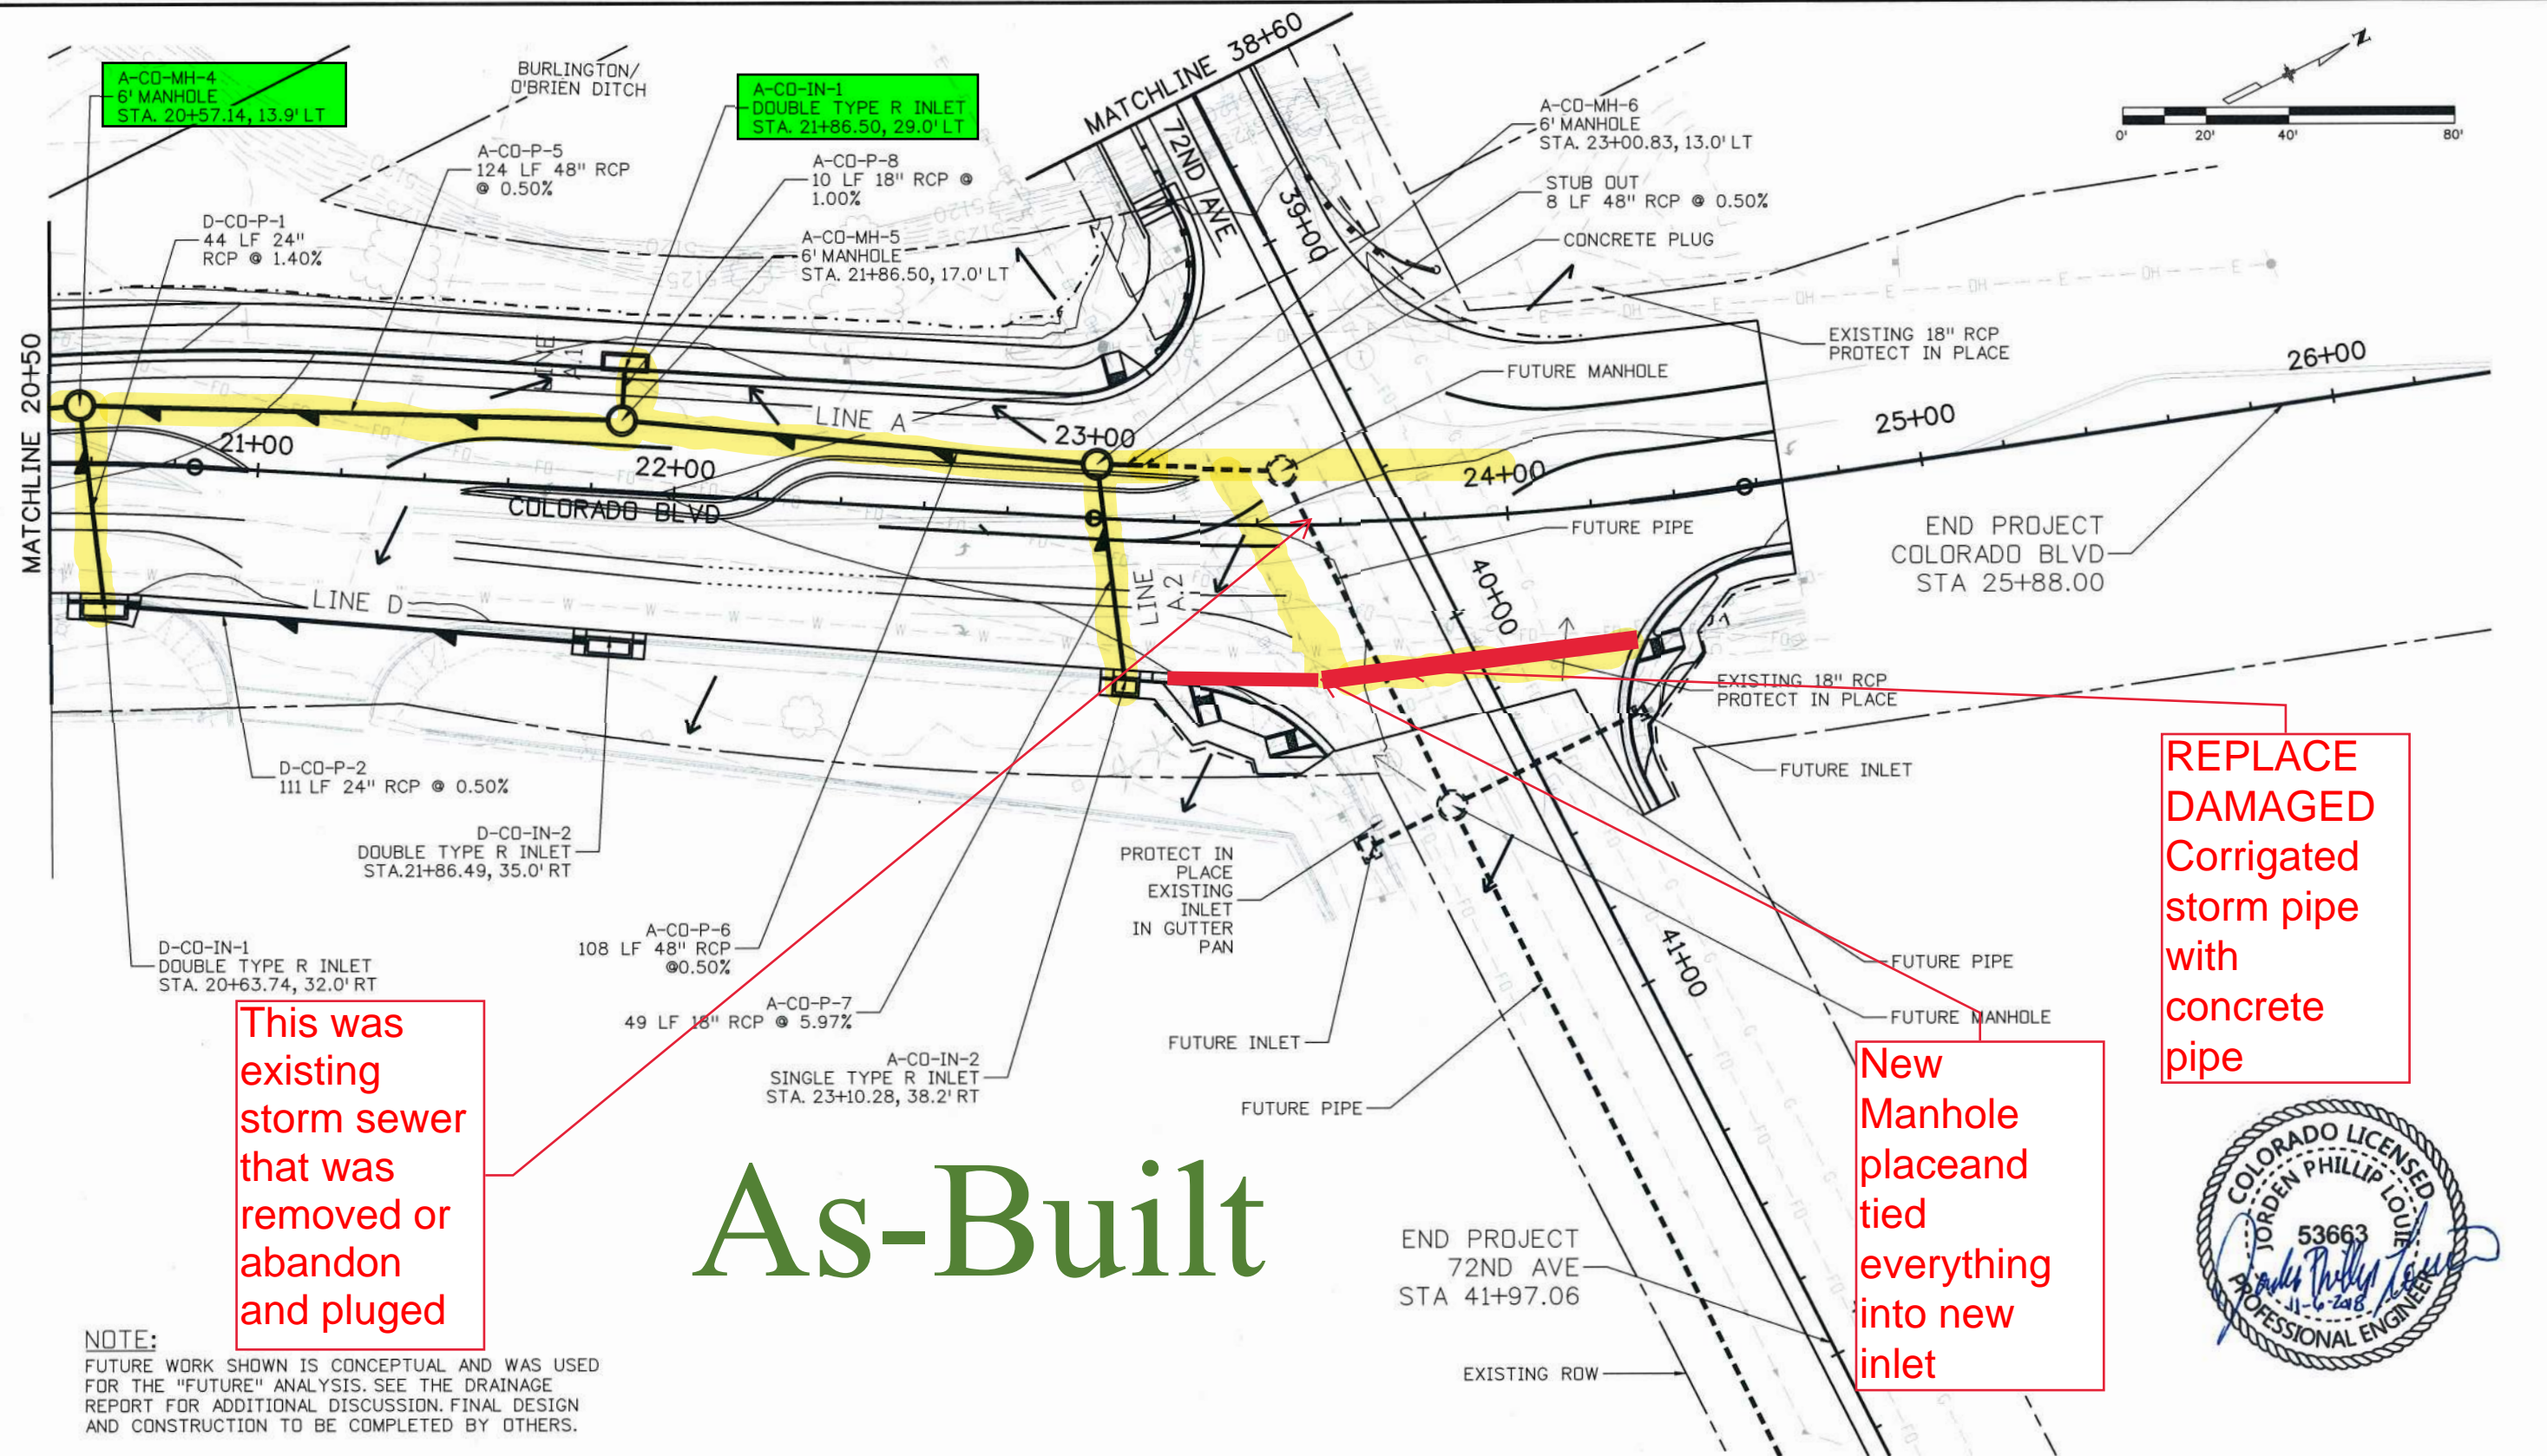 A-CO-MH-4
6' MANHOLE
STA. 20+57.14, 13.9' LT
BURLINGTON/
O'BRIEN DITCH
A-CO-IN-1
DOUBLE TYPE R INLET
STA. 21+86.50, 29.0' LT
MATCHLINE 38+60
A-CO-MH-6
6' MANHOLE
STA. 23+00.83, 13.0' LT
N
0' 20' 40' 80'
A-CO-P-5
124 LF 48" RCP
@ 0.50%
A-CO-P-8
10 LF 18" RCP @
1.00%
72ND AVE
39+00
STUB OUT
8 LF 48" RCP @ 0.50%
D-CO-P-1
44 LF 24"
RCP @ 1.40%
A-CO-MH-5
6' MANHOLE
STA. 21+86.50, 17.0' LT
CONCRETE PLUG
5120
5125
EXISTING 18" RCP
PROTECT IN PLACE
26+00
MATCHLINE 20+50
LINE
A.1
FUTURE MANHOLE
LINE A
25+00
21+00
22+00
23+00
24+00
COLORADO BLVD
FUTURE PIPE
END PROJECT
COLORADO BLVD
STA 25+88.00
LINE D
LINE
A.2
40+00
EXISTING 18" RCP
PROTECT IN PLACE
D-CO-P-2
111 LF 24" RCP @ 0.50%
FUTURE INLET
REPLACE
DAMAGED
Corrigated
storm pipe
with
concrete
pipe
D-CO-IN-2
DOUBLE TYPE R INLET
STA.21+86.49, 35.0' RT
PROTECT IN
PLACE
EXISTING
INLET
IN GUTTER
PAN
D-CO-IN-1
DOUBLE TYPE R INLET
STA. 20+63.74, 32.0' RT
A-CO-P-6
108 LF 48" RCP
@0.50%
41+00
FUTURE PIPE
A-CO-P-7
49 LF 18" RCP @ 5.97%
FUTURE MANHOLE
FUTURE INLET
A-CO-IN-2
SINGLE TYPE R INLET
STA. 23+10.28, 38.2' RT
FUTURE PIPE
This was
existing
storm sewer
that was
removed or
abandon
and pluged
New
Manhole
placeand
tied
everything
into new
inlet
As-Built
COLORADO LICENSED
JORDEN PHILLIP LOUIE
53663
11-6-2018
PROFESSIONAL ENGINEER
END PROJECT
72ND AVE
STA 41+97.06
EXISTING ROW
NOTE:
FUTURE WORK SHOWN IS CONCEPTUAL AND WAS USED
FOR THE "FUTURE" ANALYSIS. SEE THE DRAINAGE
REPORT FOR ADDITIONAL DISCUSSION. FINAL DESIGN
AND CONSTRUCTION TO BE COMPLETED BY OTHERS.